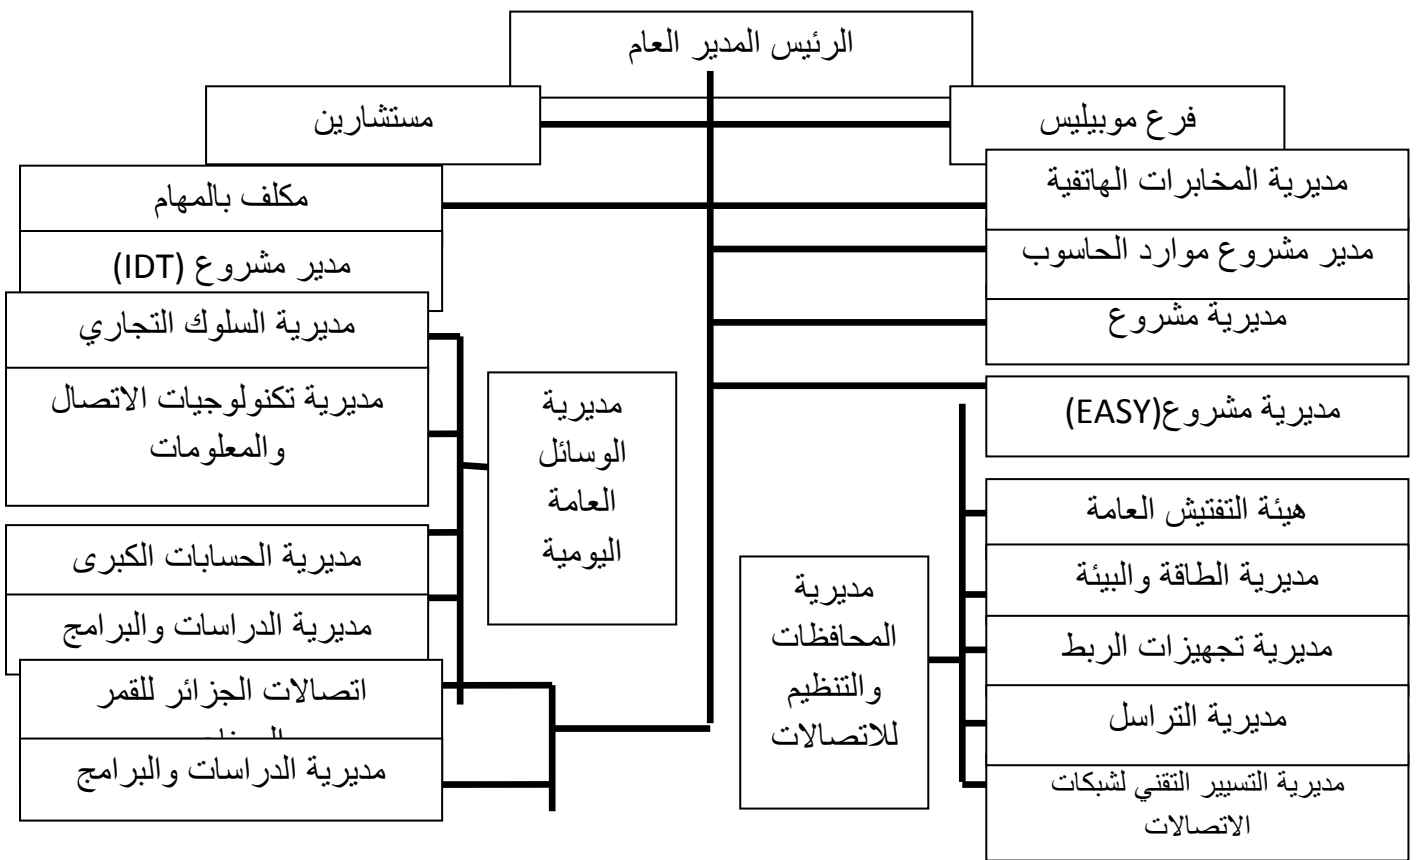 الرئيس المدير العام
فرع موبيليس
مستشارين
مديرية المخابرات الهاتفية
مكلف بالمهام
مدير مشروع موارد الحاسوب
مدير مشروع (IDT)
مديرية مشروع
مديرية السلوك التجاري
مديرية مشروع(EASY)
مديرية تكنولوجيات الاتصال
والمعلومات
مديرية
الوسائل
العامة
اليومية
هيئة التفتيش العامة
مديرية الحسابات الكبرى
مديرية الطاقة والبيئة
مديرية
المحافظات
والتنظيم
للاتصالات
مديرية الدراسات والبرامج
مديرية تجهيزات الربط
اتصالات الجزائر للقمر
مديرية التراسل
مديرية الدراسات والبرامج
مديرية التسيير التقني لشبكات
الاتصالات